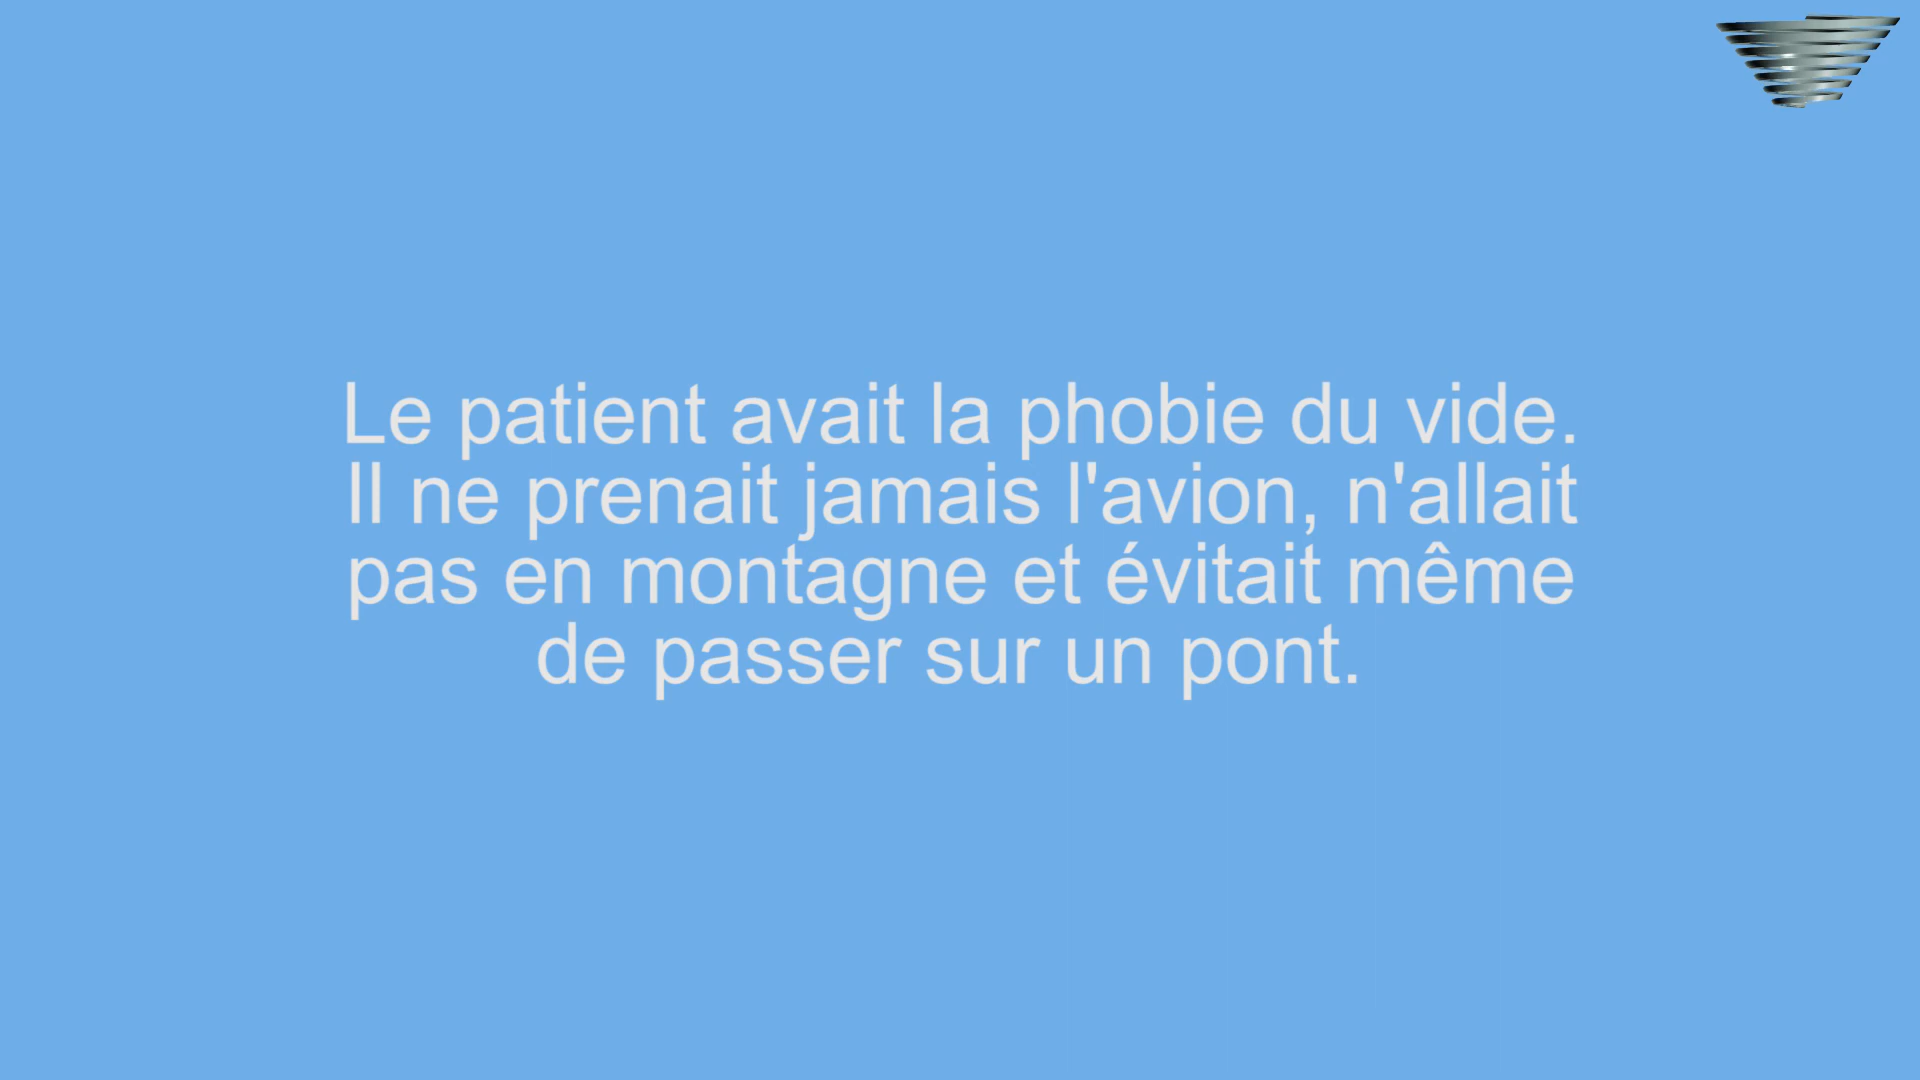 Le patient avait la phobie du vide.
Il ne prenait jamais l'avion, n'allait
pas en montagne et évitait même
de passer sur un pont.